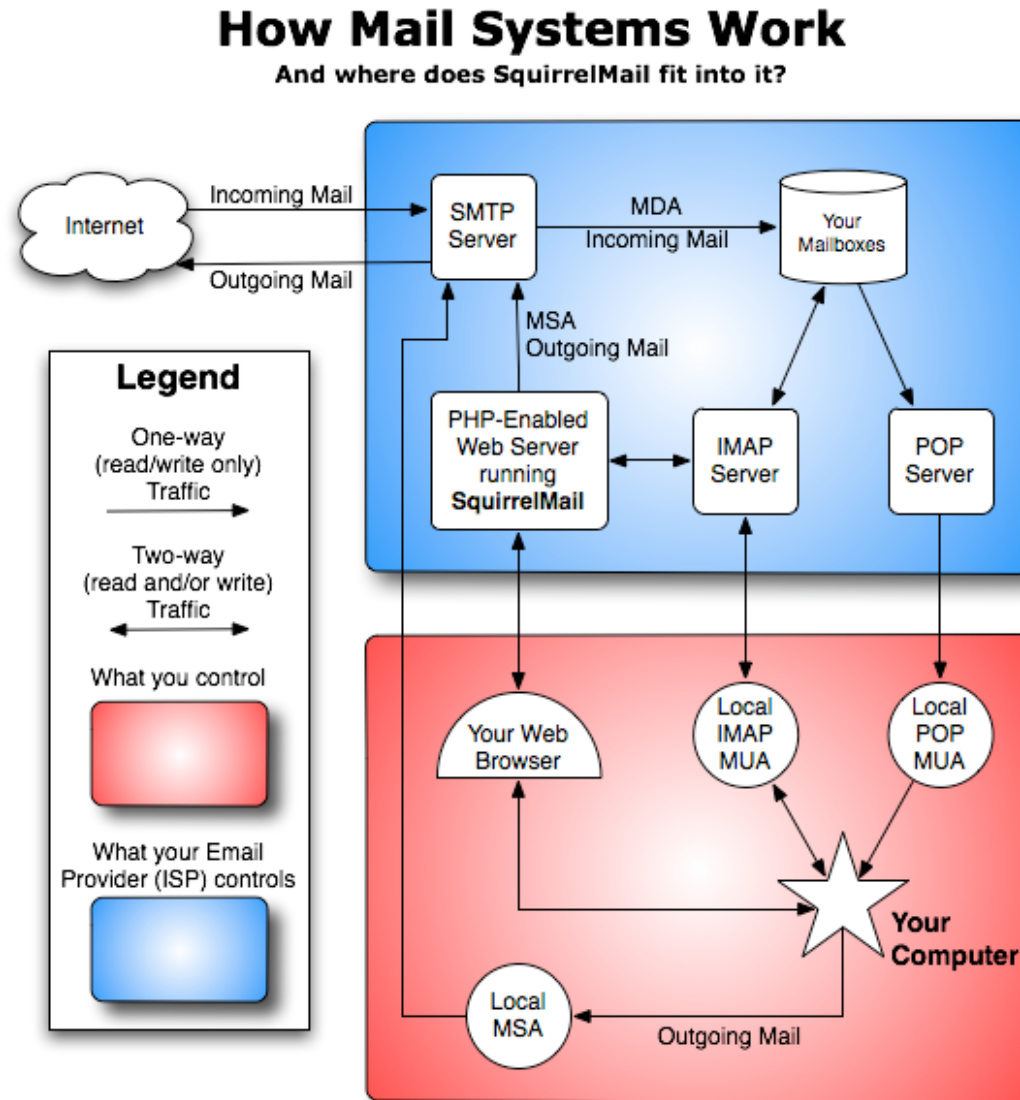 How Mail Systems Work
And where does SquirrelMail fit into it?
Internet
Incoming Mail
Outgoing Mail
SMTP
Server
MDA
Incoming Mail
Your
Mailboxes
MSA
Outgoing Mail
PHP-Enabled
Web Server
running
SquirrelMail
IMAP
Server
POP
Server
Legend
One-way
(read/write only)
Traffic
Two-way
(read and/or write)
Traffic
What you control
What your Email
Provider (ISP) controls
Your Web
Browser
Local
IMAP
MUA
Local
POP
MUA
Your
Computer
Local
MSA
Outgoing Mail